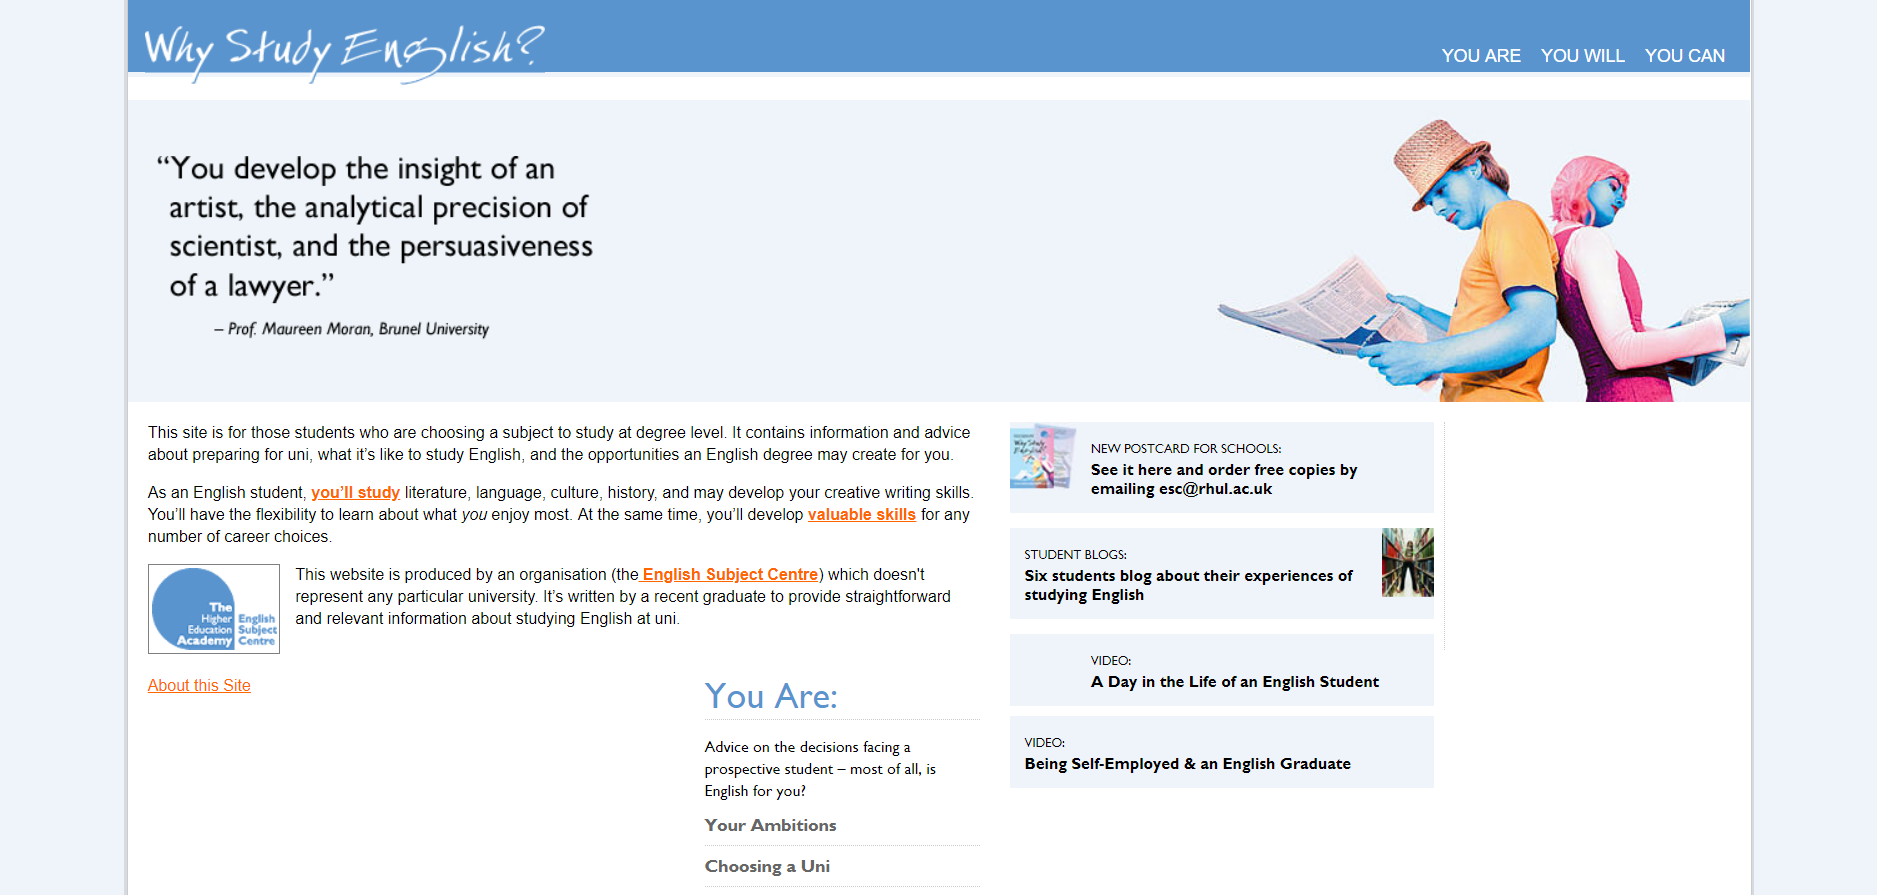 Why Study English?
YOU ARE YOU WILL YOU CAN
“You develop the insight of an
artist, the analytical precision of
scientist, and the persuasiveness
of a lawyer.”
– Prof. Maureen Moran, Brunel University
This site is for those students who are choosing a subject to study at degree level. It contains information and advice
about preparing for uni, what it’s like to study English, and the opportunities an English degree may create for you.
As an English student, you’ll study literature, language, culture, history, and may develop your creative writing skills.
You’ll have the flexibility to learn about what you enjoy most. At the same time, you’ll develop valuable skills for any
number of career choices.
The
Higher
Education
Academy
English
Subject
Centre
This website is produced by an organisation (the English Subject Centre) which doesn't
represent any particular university. It’s written by a recent graduate to provide straightforward
and relevant information about studying English at uni.
About this Site
You Are:
Advice on the decisions facing a
prospective student – most of all, is
English for you?
Your Ambitions
Choosing a Uni
Why Study
English?
NEW POSTCARD FOR SCHOOLS:
See it here and order free copies by
emailing esc@rhul.ac.uk
STUDENT BLOGS:
Six students blog about their experiences of
studying English
VIDEO:
A Day in the Life of an English Student
VIDEO:
Being Self-Employed & an English Graduate